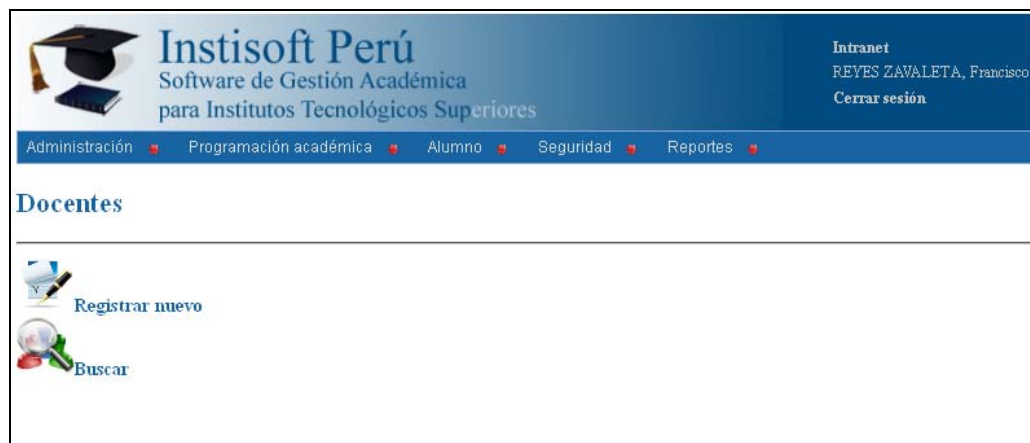 Instisoft Perú
Software de Gestión Académica
para Institutos Tecnológicos Superiores
Intranet
REYES ZAVALETA, Francisco
Cerrar sesión
Administración Programación académica Alumno Seguridad Reportes
Docentes
Registrar nuevo
Buscar